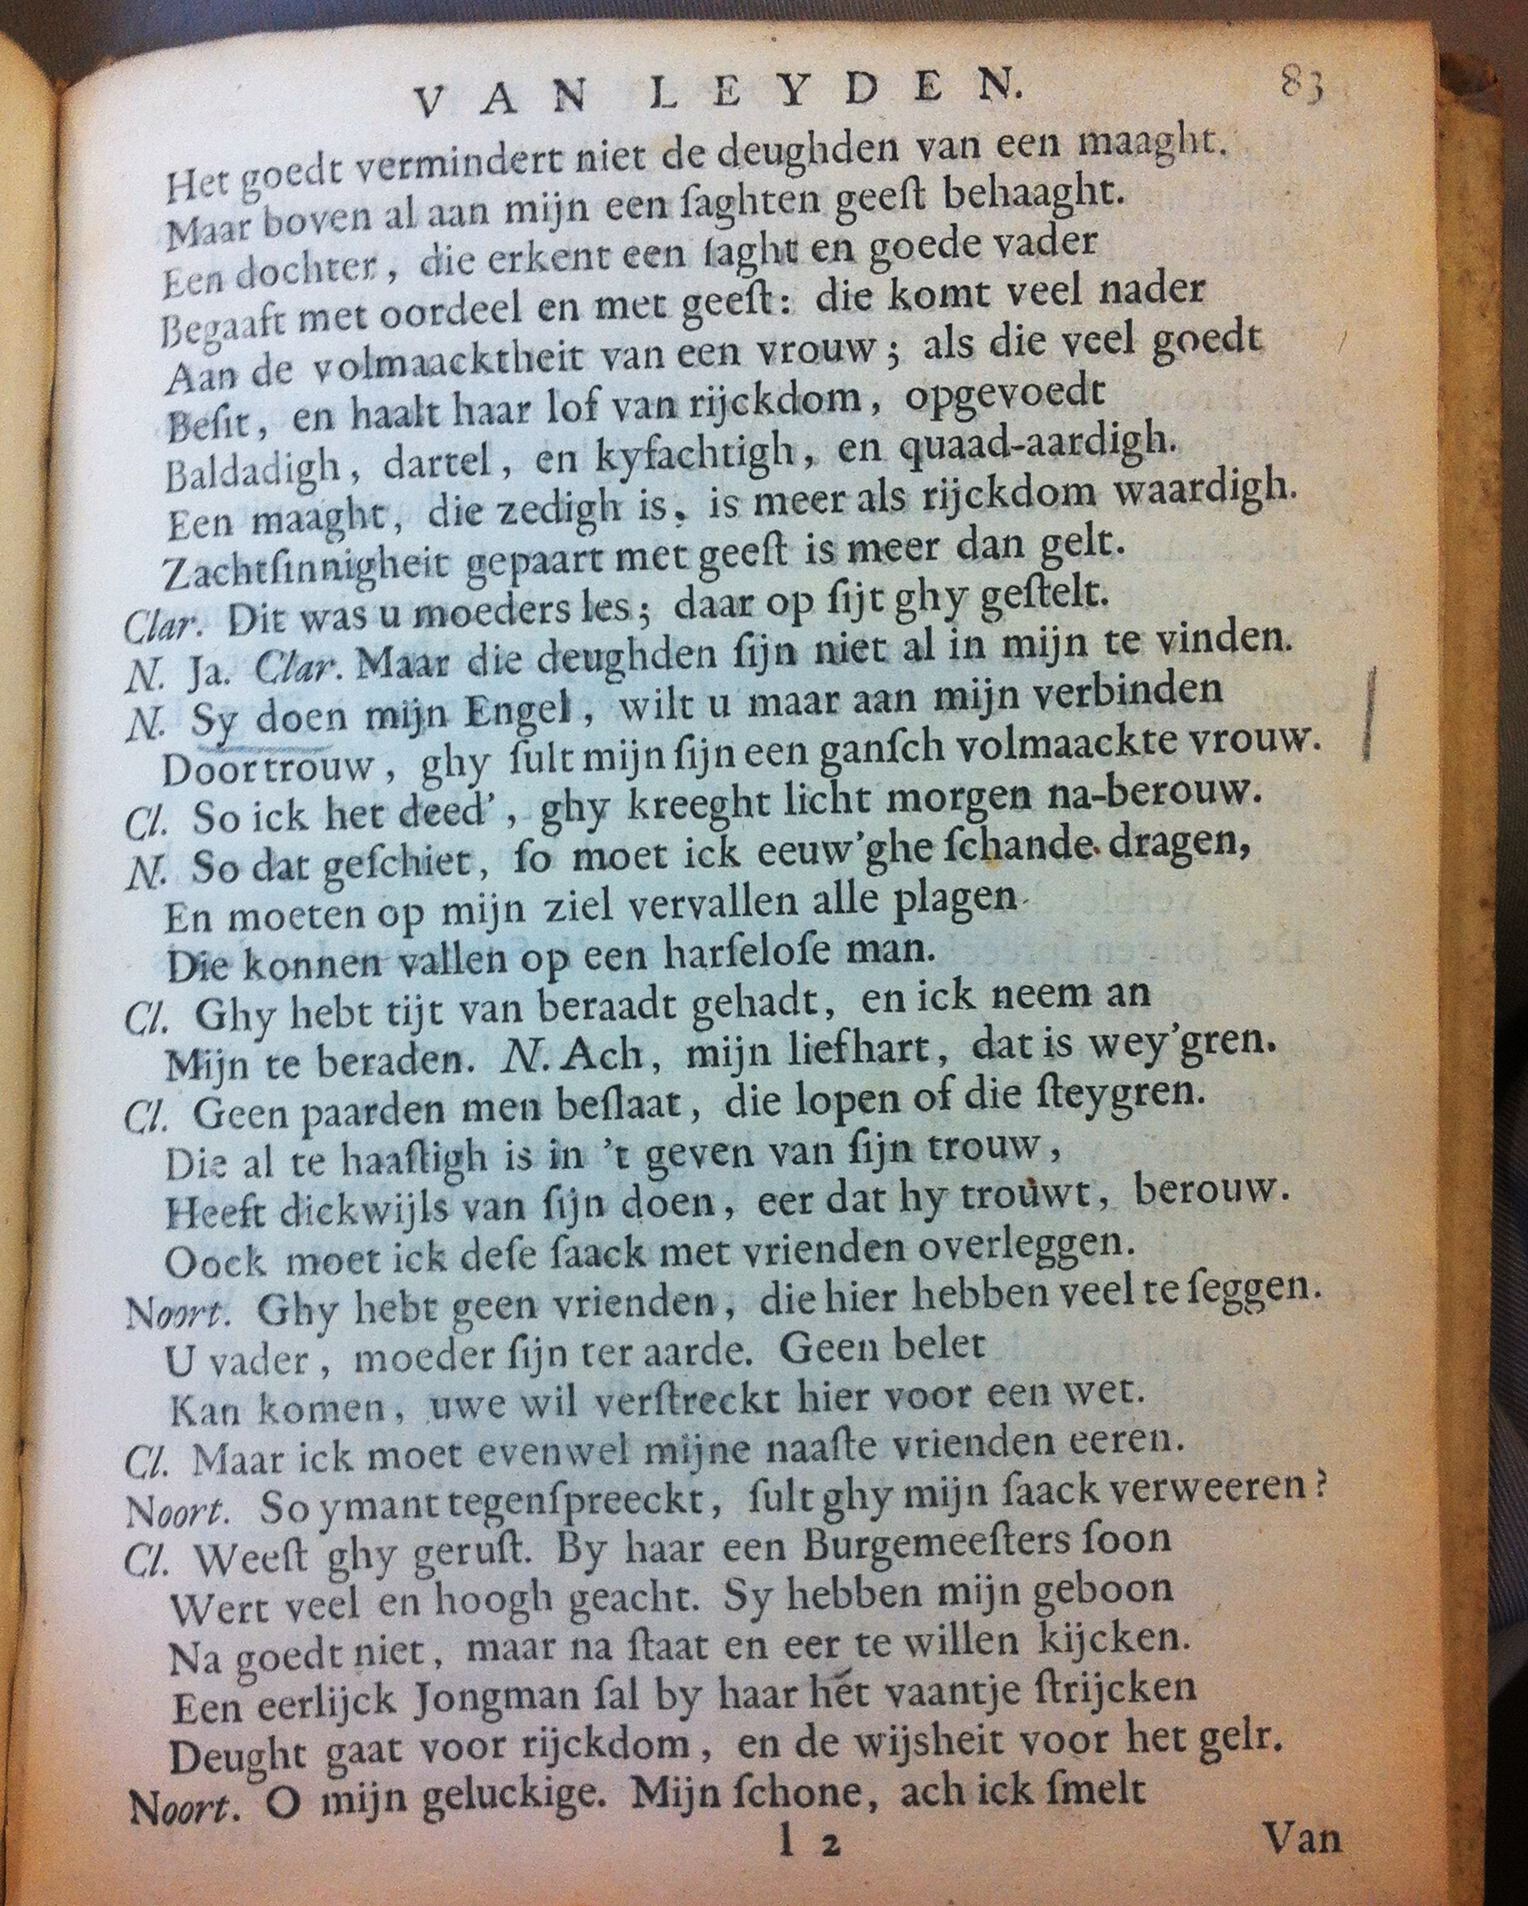 VAN LEYDEN. 83
Het goedt vermindert niet de deughden van een maaght.
Maar boven al aan mijn een ſaghten geeſt behaaght.
Een dochter, die erkent een ſaght en goede vader
Begaaft met oordeel en met geeſt: die komt veel nader
Aan de volmaacktheit van een vrouw; als die veel goedt
Beſit, en haalt haar lof van rijckdom, opgevoedt
Baldadigh, dartel, en kyfachtigh, en quaad-aardigh.
Een maaght, die zedigh is, is meer als rijckdom waardigh.
Zachtſinnigheit gepaart met geeſt is meer dan gelt.
Clar. Dit was u moeders les; daar op ſijt ghy geſtelt.
N. Ja. Clar. Maar die deughden ſijn niet al in mijn te vinden.
N. Sy doen mijn Engel, wilt u maar aan mijn verbinden
Door trouw, ghy ſult mijn ſijn een ganſch volmaackte vrouw.
Cl. So ick het deed', ghy kreeght licht morgen na-berouw.
N. So dat geſchiet, ſo moet ick eeuw'ghe ſchande dragen,
En moeten op mijn ziel vervallen alle plagen
Die konnen vallen op een harſeloſe man.
Cl. Ghy hebt tijt van beraadt gehadt, en ick neem an
Mijn te beraden. N. Ach, mijn liefhart, dat is wey'gren.
Cl. Geen paarden men beſlaat, die lopen of die ſteygren.
Die al te haaſtigh is in 't geven van ſijn trouw,
Heeft dickwijls van ſijn doen, eer dat hy trouwt, berouw.
Oock moet ick deſe ſaack met vrienden overleggen.
Noort. Ghy hebt geen vrienden, die hier hebben veel te ſeggen.
U vader, moeder ſijn ter aarde. Geen belet
Kan komen, uwe wil verſtreckt hier voor een wet.
Cl. Maar ick moet evenwel mijne naaſte vrienden eeren.
Noort. So ymant tegenſpreeckt, ſult ghy mijn ſaack verweeren?
Cl. Weeſt ghy geruſt. By haar een Burgemeeſters ſoon
Wert veel en hoogh geacht. Sy hebben mijn geboon
Na goedt niet, maar na ſtaat en eer te willen kijcken.
Een eerlijck Jongman ſal by haar hét vaantje ſtrijcken
Deught gaat voor rijckdom, en de wijsheit voor het gelt.
Noort. O mijn geluckige. Mijn ſchone, ach ick ſmelt
l 2 Van